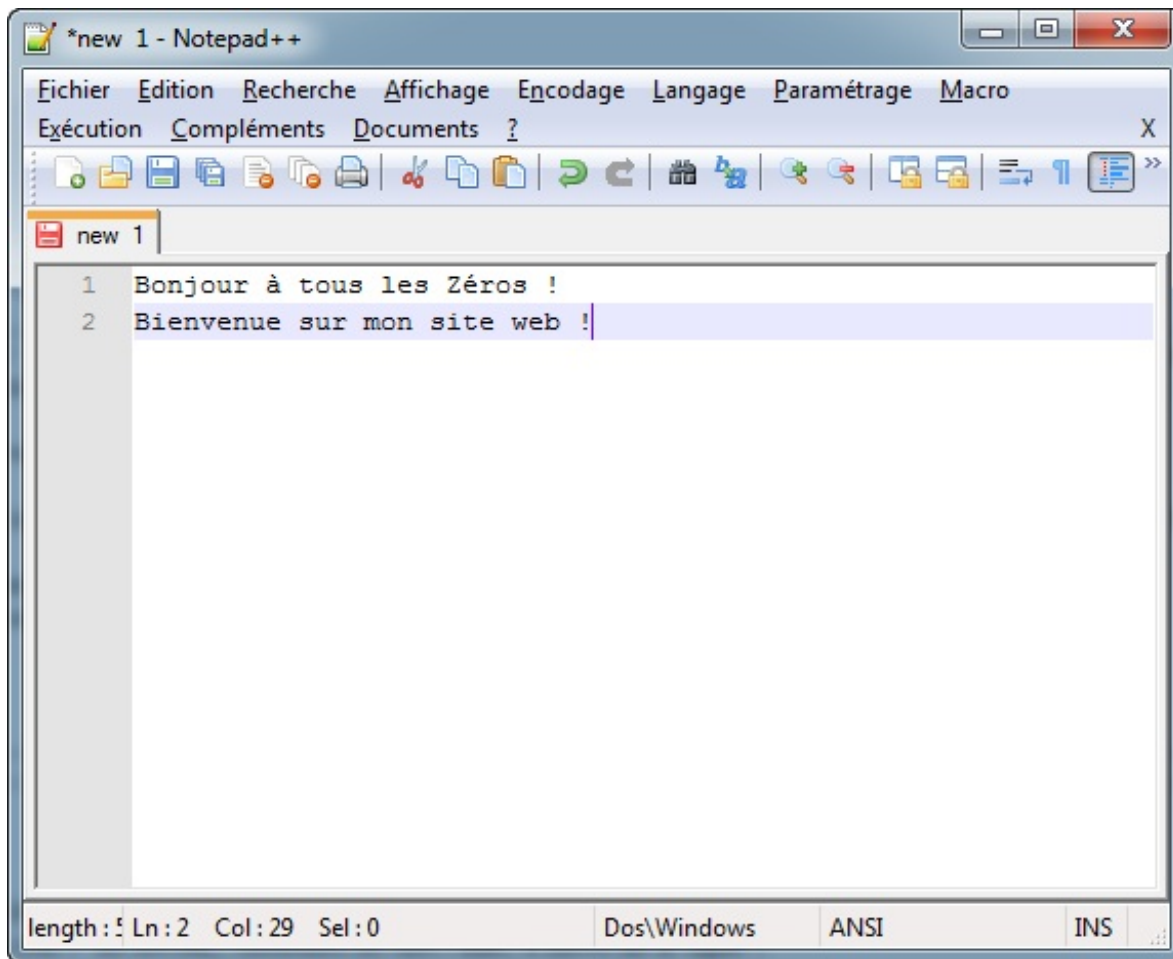 *new 1 - Notepad++
Fichier Edition Recherche Affichage Encodage Langage Paramétrage Macro
Exécution Compléments Documents ? X
new 1
1 Bonjour à tous les Zéros !
2 Bienvenue sur mon site web !
length : Ln : 2 Col : 29 Sel : 0 Dos\Windows ANSI INS